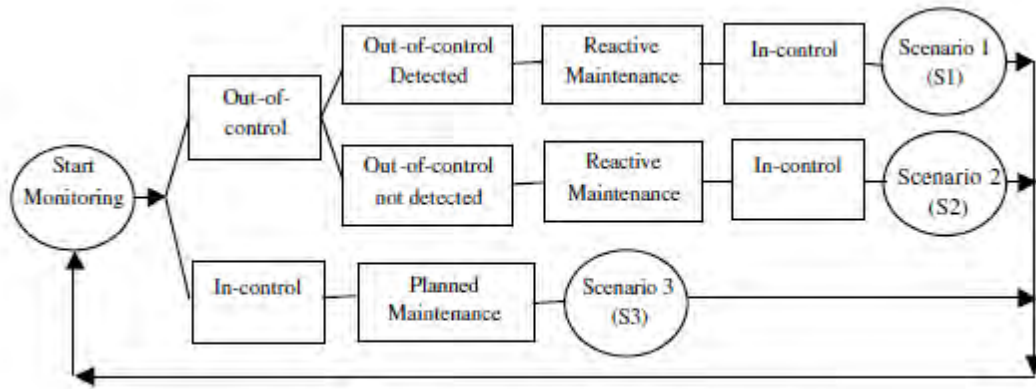 Start
Monitoring
Out-of-
control
Out-of-control
Detected
Reactive
Maintenance
In-control
Scenario 1
(S1)
Out-of-control
not detected
Reactive
Maintenance
In-control
Scenario 2
(S2)
In-control
Planned
Maintenance
Scenario 3
(S3)